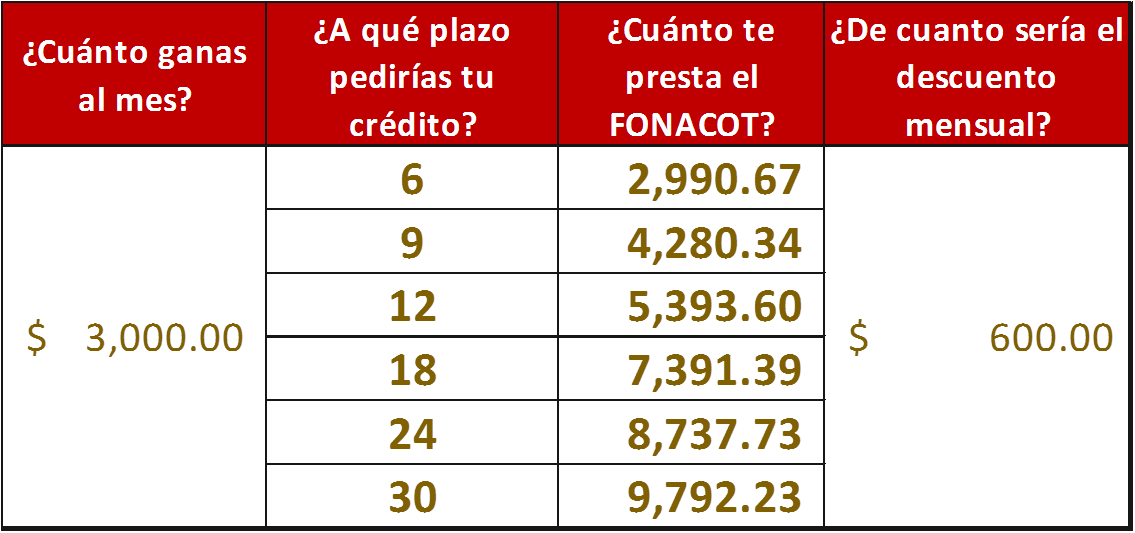 ¿Cuánto ganas
al mes?
¿A qué plazo
pedirías tu
crédito?
¿Cuánto te
presta el
FONACOT?
¿De cuanto sería el
descuento
mensual?
$ 3,000.00
6 2,990.67
9 4,280.34
12 5,393.60
18 7,391.39
24 8,737.73
30 9,792.23
$ 600.00